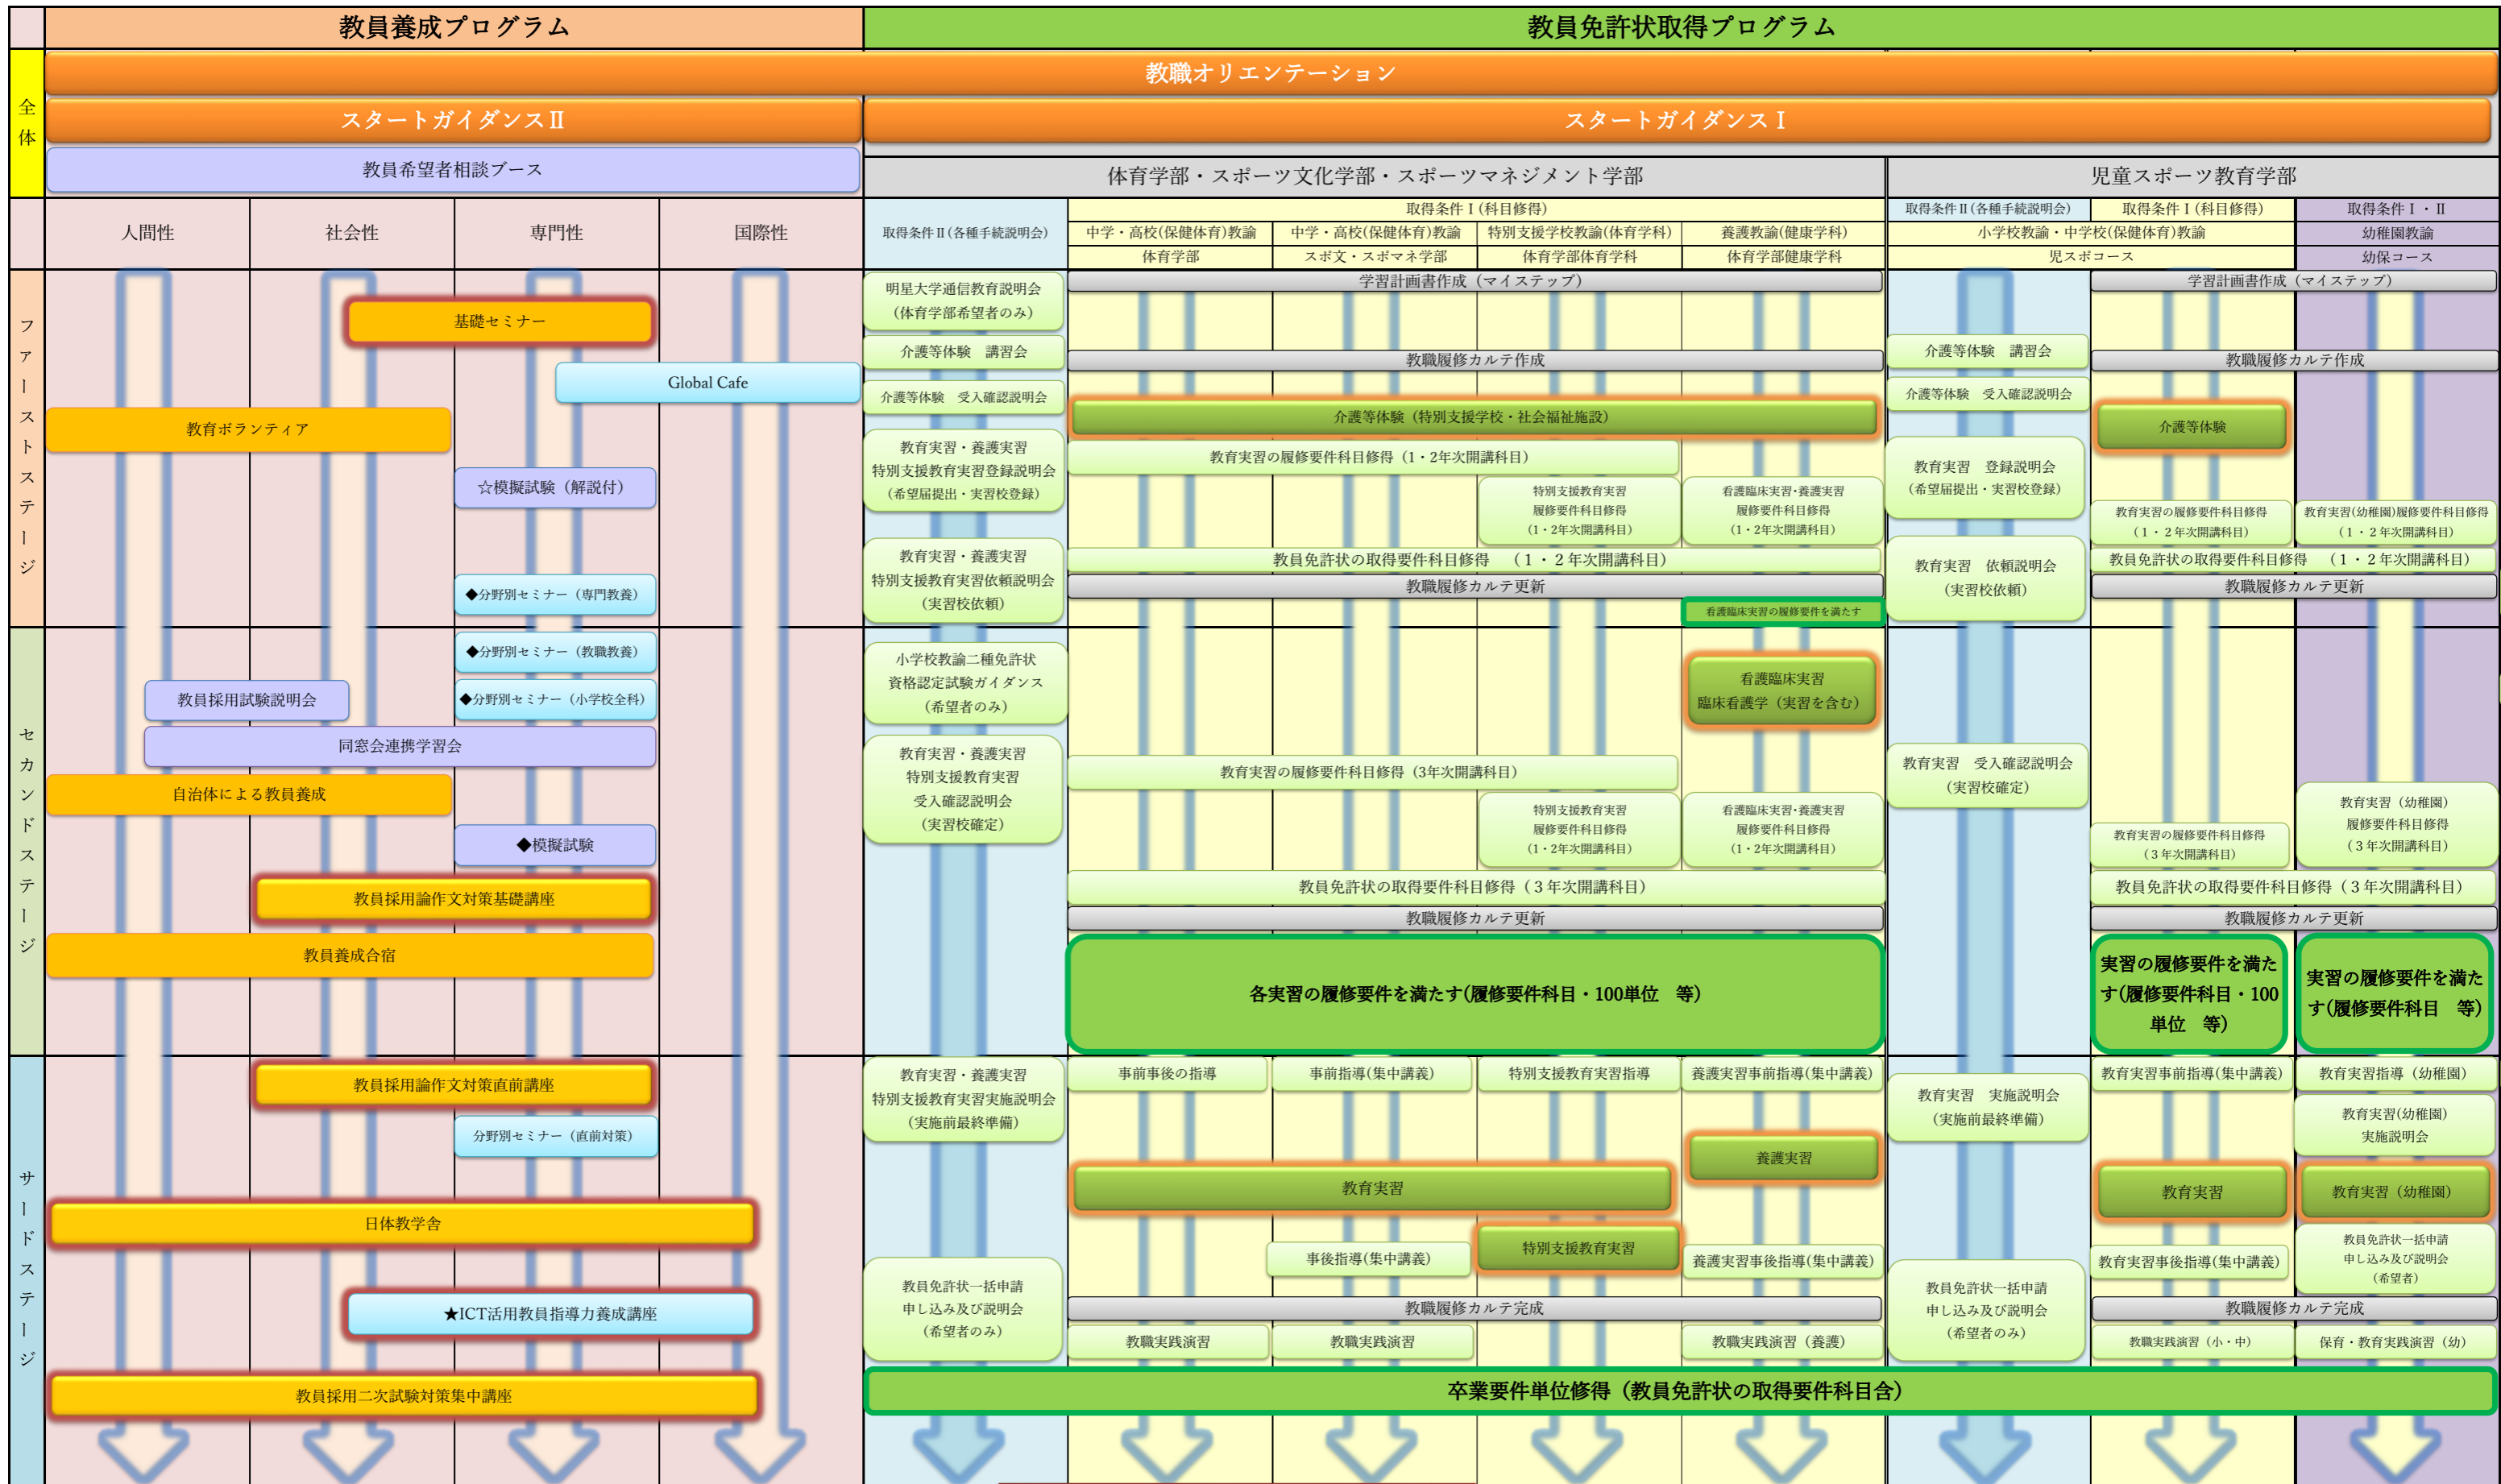 教員養成プログラム
教員免許状取得プログラム
全体
教職オリエンテーション
スタートガイダンスⅡ
スタートガイダンスⅠ
教員希望者相談ブース
体育学部・スポーツ文化学部・スポーツマネジメント学部
児童スポーツ教育学部
人間性
社会性
専門性
国際性
取得条件Ⅱ(各種手続説明会)
取得条件Ⅰ(科目修得)
中学・高校(保健体育)教諭
中学・高校(保健体育)教諭
特別支援学校教諭(体育学科)
養護教諭(健康学科)
体育学部
スポ文・スポマネ学部
体育学部体育学科
体育学部健康学科
取得条件Ⅱ(各種手続説明会)
取得条件Ⅰ(科目修得)
取得条件Ⅰ・Ⅱ
小学校教諭・中学校(保健体育)教諭
幼稚園教諭
児スポコース
幼保コース
ファーストステージ
基礎セミナー
Global Cafe
教育ボランティア
☆模擬試験（解説付）
◆分野別セミナー（専門教養）
明星大学通信教育説明会
（体育学部希望者のみ）
介護等体験　講習会
介護等体験　受入確認説明会
教育実習・養護実習
特別支援教育実習登録説明会
（希望届提出・実習校登録）
教育実習・養護実習
特別支援教育実習依頼説明会
（実習校依頼）
学習計画書作成（マイステップ）
教職履修カルテ作成
介護等体験（特別支援学校・社会福祉施設）
教育実習の履修要件科目修得（1・2年次開講科目）
特別支援教育実習
履修要件科目修得
（1・2年次開講科目）
看護臨床実習･養護実習
履修要件科目修得
（1・2年次開講科目）
教員免許状の取得要件科目修得　（１・２年次開講科目）
教職履修カルテ更新
看護臨床実習の履修要件を満たす
介護等体験　講習会
介護等体験　受入確認説明会
教育実習　登録説明会
（希望届提出・実習校登録）
教育実習　依頼説明会
（実習校依頼）
学習計画書作成（マイステップ）
教職履修カルテ作成
介護等体験
教育実習の履修要件科目修得
（１・２年次開講科目）
教育実習(幼稚園)履修要件科目修得
（１・２年次開講科目）
教員免許状の取得要件科目修得　（１・２年次開講科目）
教職履修カルテ更新
セカンドステージ
◆分野別セミナー（教職教養）
教員採用試験説明会
◆分野別セミナー（小学校全科）
同窓会連携学習会
自治体による教員養成
◆模擬試験
教員採用論作文対策基礎講座
教員養成合宿
小学校教諭二種免許状
資格認定試験ガイダンス
（希望者のみ）
教育実習・養護実習
特別支援教育実習
受入確認説明会
（実習校確定）
看護臨床実習
臨床看護学（実習を含む）
教育実習の履修要件科目修得（3年次開講科目）
特別支援教育実習
履修要件科目修得
（1・2年次開講科目）
看護臨床実習･養護実習
履修要件科目修得
（1・2年次開講科目）
教員免許状の取得要件科目修得（３年次開講科目）
教職履修カルテ更新
各実習の履修要件を満たす(履修要件科目・100単位　等）
教育実習　受入確認説明会
（実習校確定）
教育実習の履修要件科目修得
（３年次開講科目）
教育実習（幼稚園）
履修要件科目修得
（３年次開講科目）
教員免許状の取得要件科目修得（３年次開講科目）
教職履修カルテ更新
実習の履修要件を満た
す(履修要件科目・100
単位　等）
実習の履修要件を満た
す(履修要件科目　等）
サードステージ
教員採用論作文対策直前講座
分野別セミナー（直前対策）
日体教学舎
★ICT活用教員指導力養成講座
教員採用二次試験対策集中講座
教育実習・養護実習
特別支援教育実習実施説明会
（実施前最終準備）
教員免許状一括申請
申し込み及び説明会
（希望者のみ）
事前事後の指導
事前指導(集中講義)
特別支援教育実習指導
養護実習事前指導(集中講義)
養護実習
教育実習
特別支援教育実習
事後指導(集中講義)
養護実習事後指導(集中講義)
教職履修カルテ完成
教職実践演習
教職実践演習
教職実践演習（養護）
教育実習　実施説明会
（実施前最終準備）
教員免許状一括申請
申し込み及び説明会
（希望者のみ）
教育実習事前指導(集中講義)
教育実習指導（幼稚園）
教育実習(幼稚園)
実施説明会
教育実習
教育実習（幼稚園）
教育実習事後指導(集中講義)
教員免許状一括申請
申し込み及び説明会
（希望者）
教職履修カルテ完成
教職実践演習（小・中）
保育・教育実践演習（幼）
卒業要件単位修得（教員免許状の取得要件科目含）